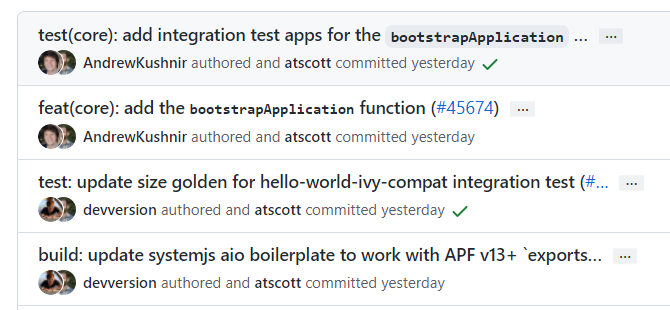 test(core): add integration test apps for the bootstrapApplication ... ...
AndrewKushnir authored and atscott committed yesterday
feat(core): add the bootstrapApplication function (#45674) ...
AndrewKushnir authored and atscott committed yesterday
test: update size golden for hello-world-ivy-compat integration test (#... ...
devversion authored and atscott committed yesterday
build: update systemjs aio boilerplate to work with APF v13+ `exports... ...
devversion authored and atscott committed yesterday